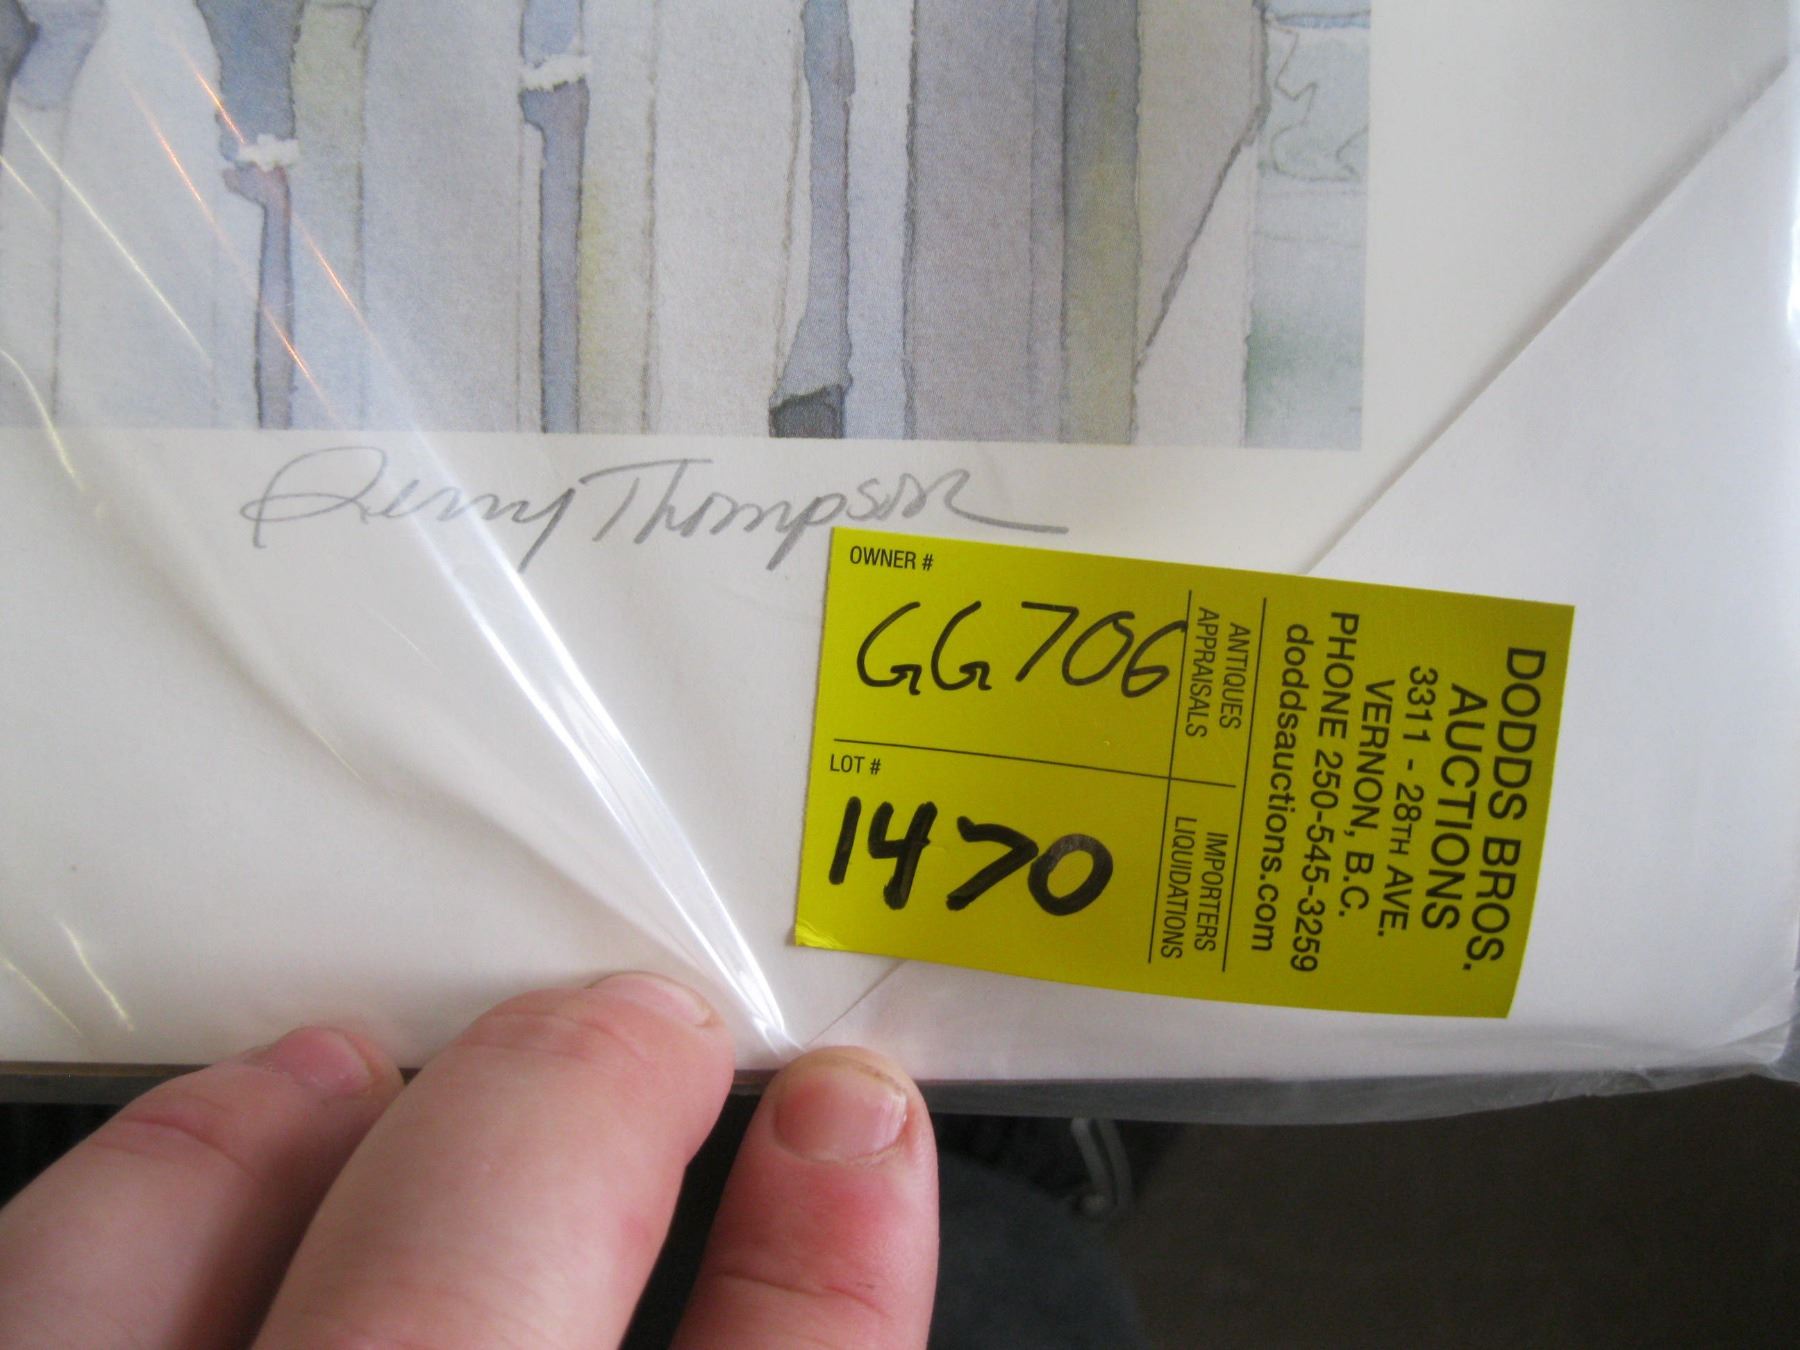 Jerry Thompson
OWNER #
GG706
LOT #
1470
ANTIQUES
APPRAISALS
IMPORTERS
LIQUIDATIONS
DODDS BROS.
AUCTIONS
3311 - 28TH AVE.
VERNON, B.C.
PHONE 250-545-3259
doddsauctions.com